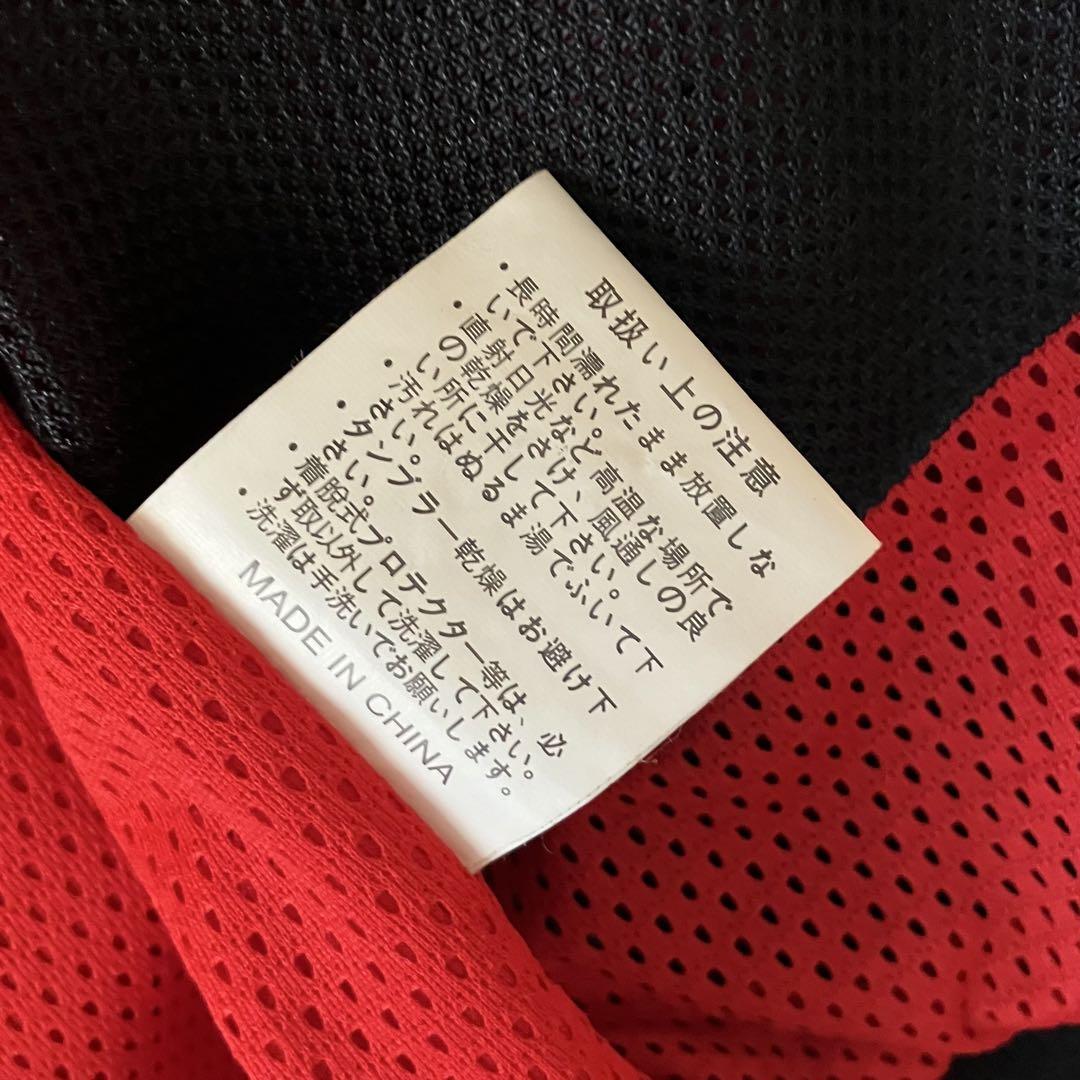 取扱い上の注意
・長時間濡れたまま放置しな
いで下さい。
・直射日光など高温な場所で
の乾燥をさけ、風通しの良
い所に干して下さい。
・汚れはぬるま湯でふいて下
さい。
・タンブラー乾燥はお避け下
さい。
・着脱式プロテクター等は、必
ず取以外して洗濯して下さい。
・洗濯は手洗いでお願いします。
MADE IN CHINA